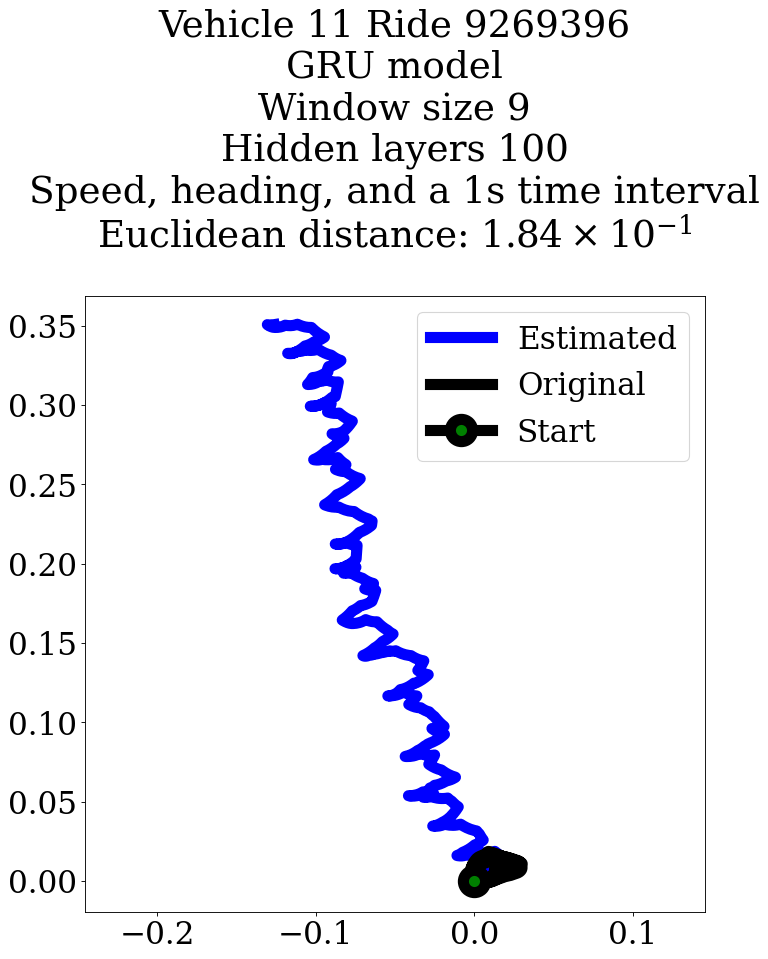 Vehicle 11 Ride 9269396
GRU model
Window size 9
Hidden layers 100
Speed, heading, and a 1s time interval
Euclidean distance: 1.84 × 10⁻¹
Estimated
Original
Start
0.35
0.30
0.25
0.20
0.15
0.10
0.05
0.00
−0.2 −0.1 0.0 0.1